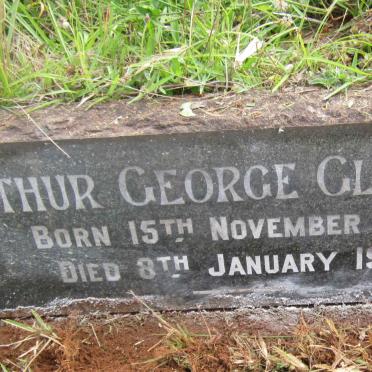 THUR GEORGE GL
BORN 15TH NOVEMBER
DIED 8TH JANUARY 19